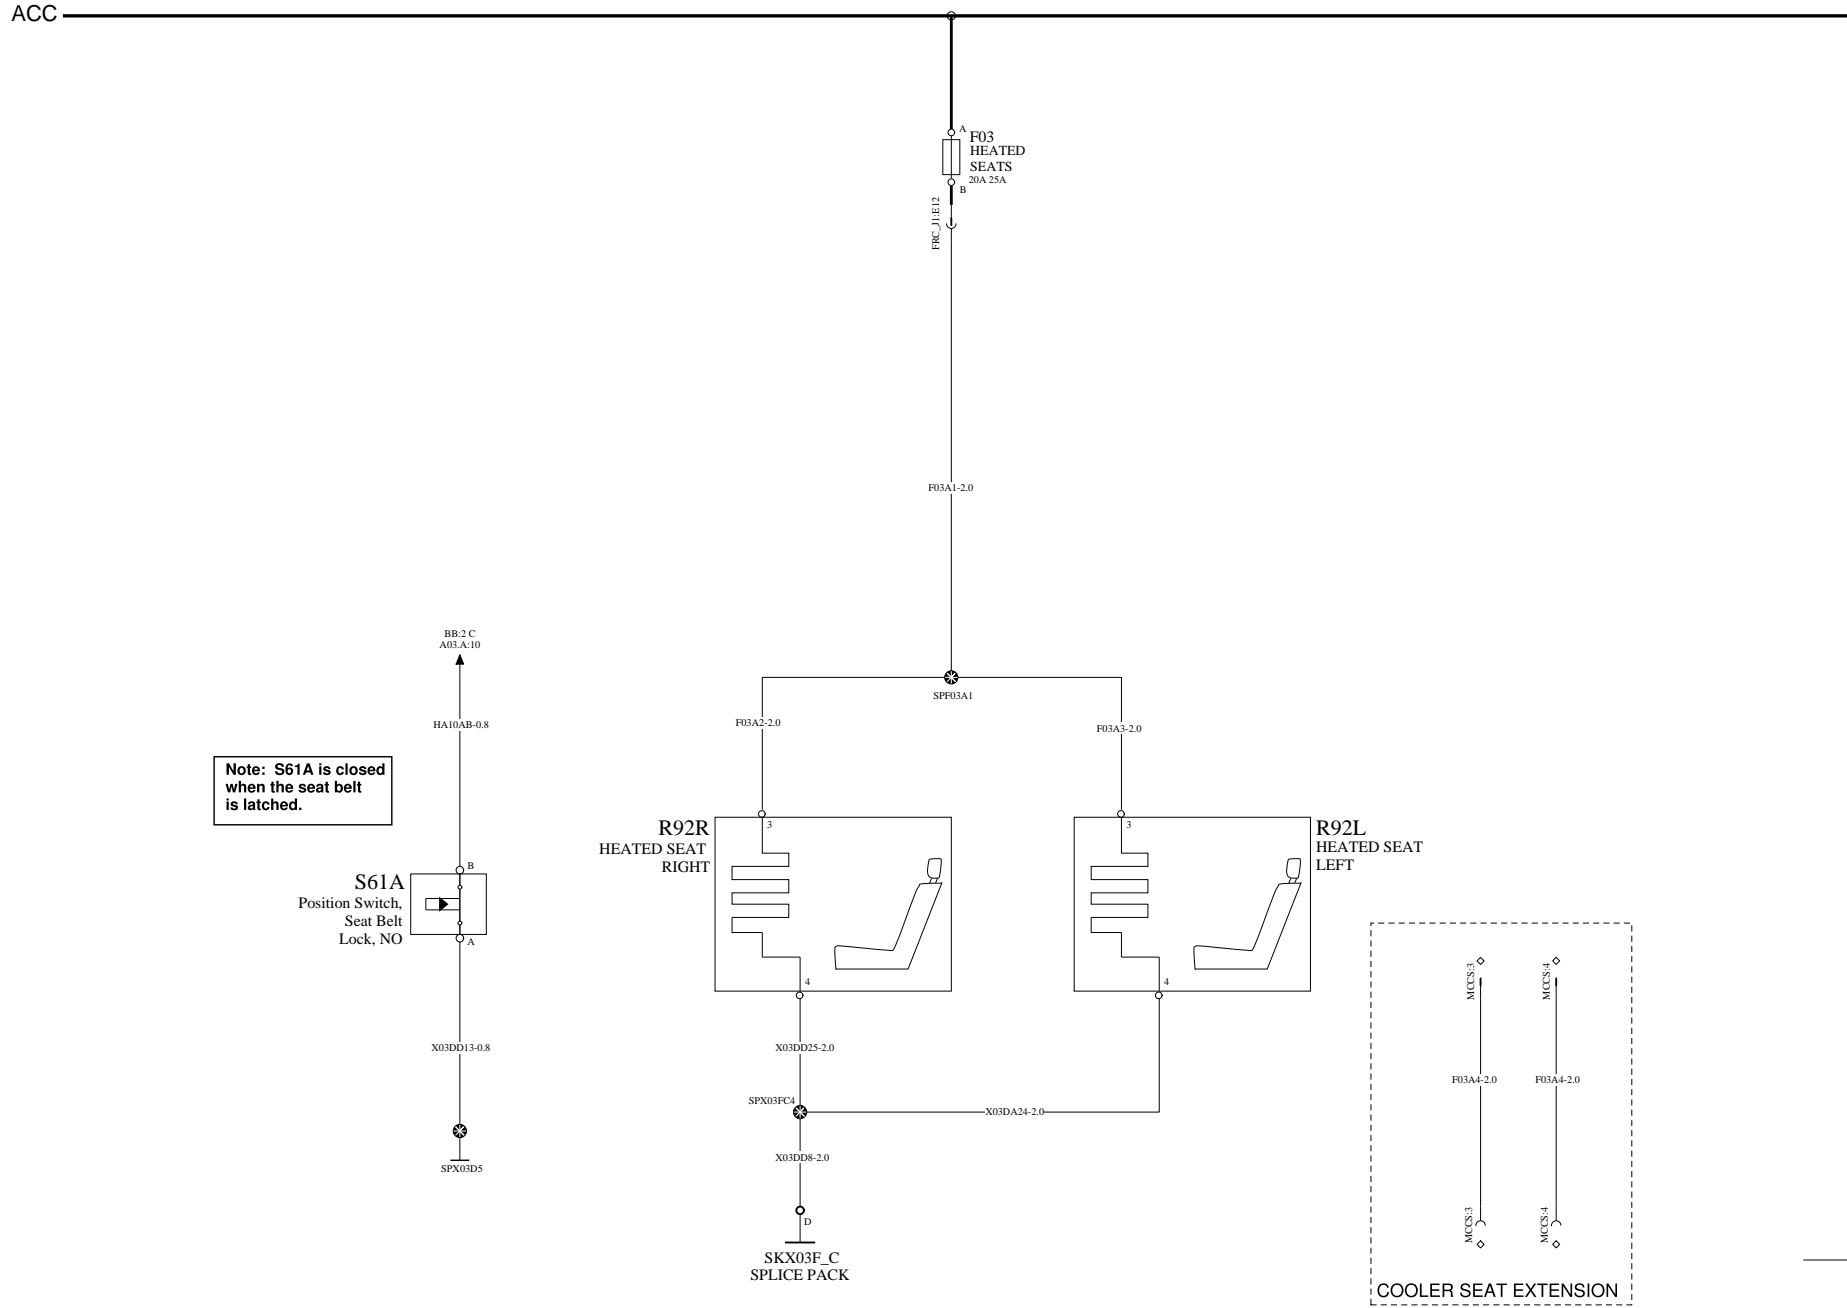 ACC
A
F03
HEATED
SEATS
20A 25A
B
FRC_J1:E12
F03A1-2.0
BB:2 C
A03.A:10
SPF03A1
HA10AB-0.8
F03A2-2.0
F03A3-2.0
Note: S61A is closed
when the seat belt
is latched.
R92R
HEATED SEAT
RIGHT
3
3
R92L
HEATED SEAT
LEFT
B
S61A
Position Switch,
Seat Belt
Lock, NO
A
4
4
MCCS:3
MCCS:4
X03DD13-0.8
X03DD25-2.0
F03A4-2.0
F03A4-2.0
SPX03FC4
X03DA24-2.0
SPX03D5
X03DD8-2.0
D
MCCS:3
MCCS:4
SKX03F_C
SPLICE PACK
COOLER SEAT EXTENSION